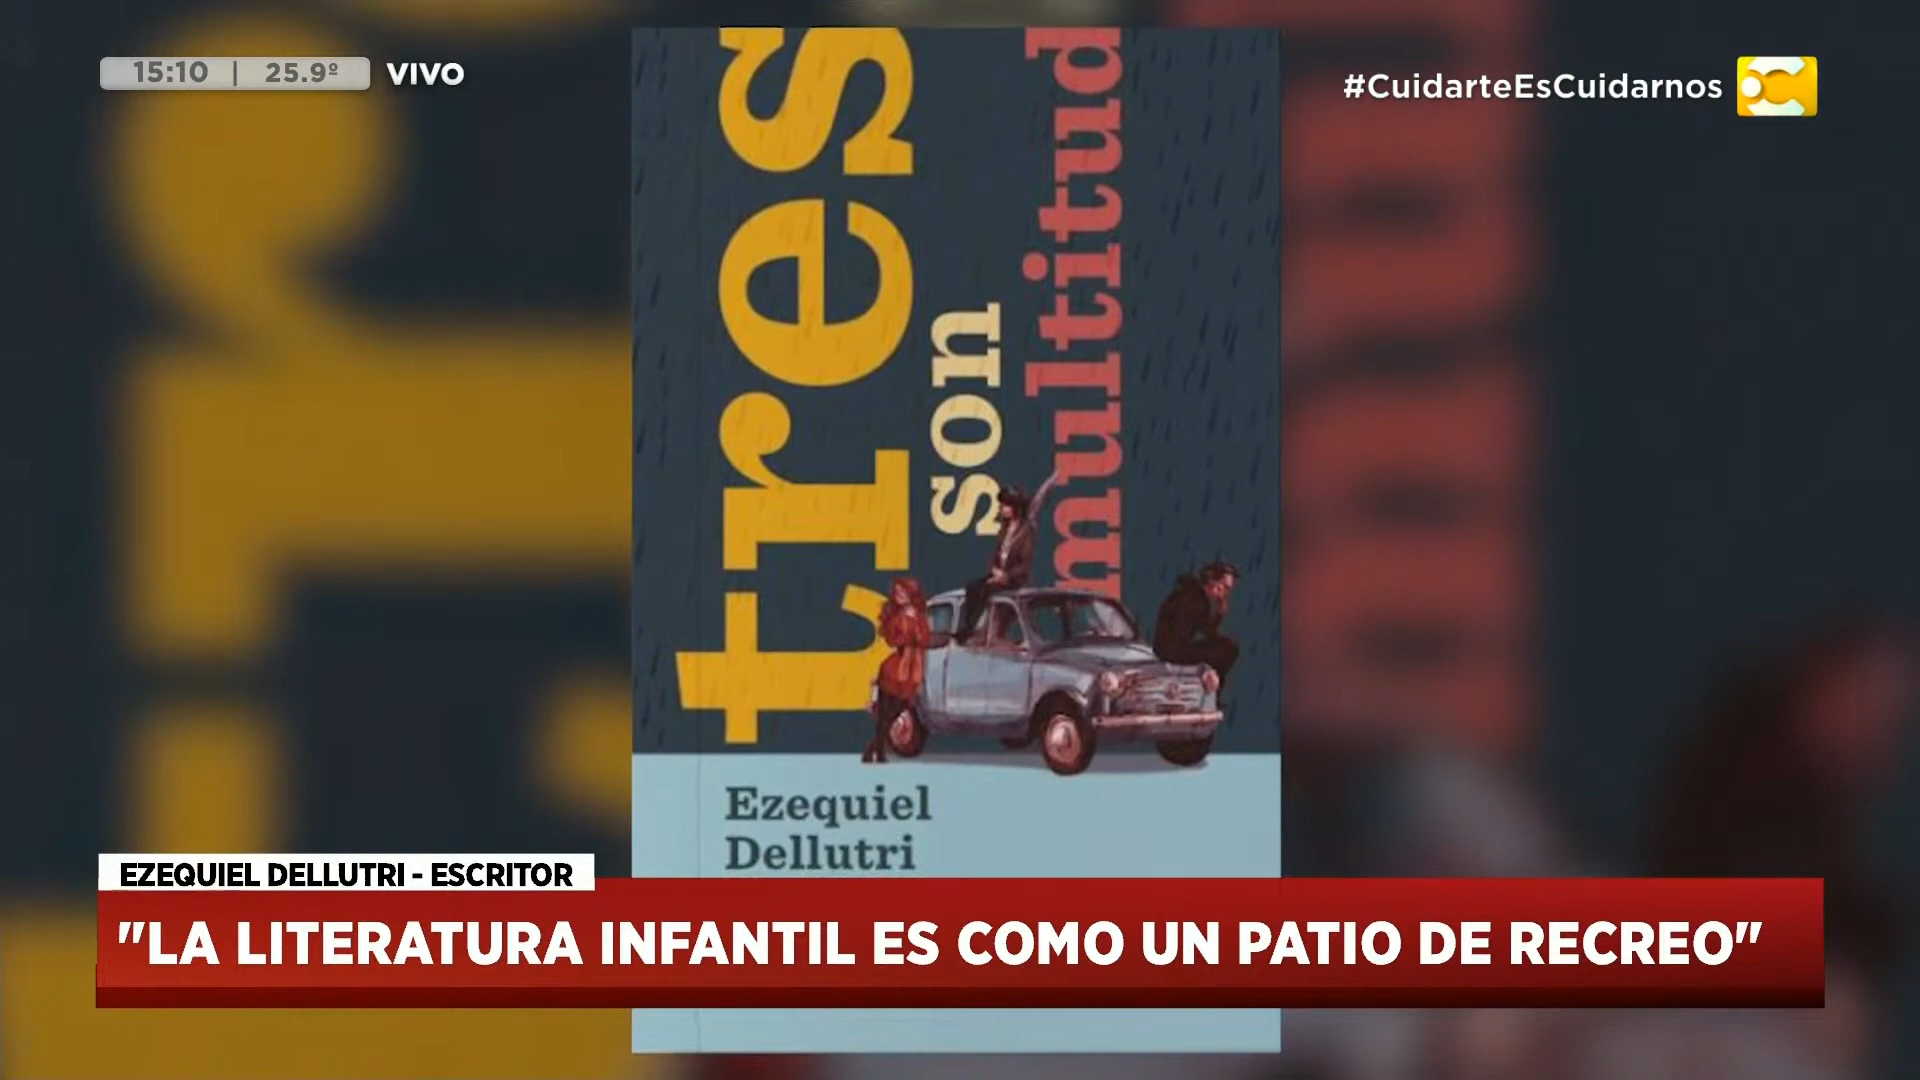 15:10 | 25.9º VIVO
#CuidarteEsCuidarnos
tres
son
multitud
Ezequiel
Dellutri
EZEQUIEL DELLUTRI - ESCRITOR
"LA LITERATURA INFANTIL ES COMO UN PATIO DE RECREO"